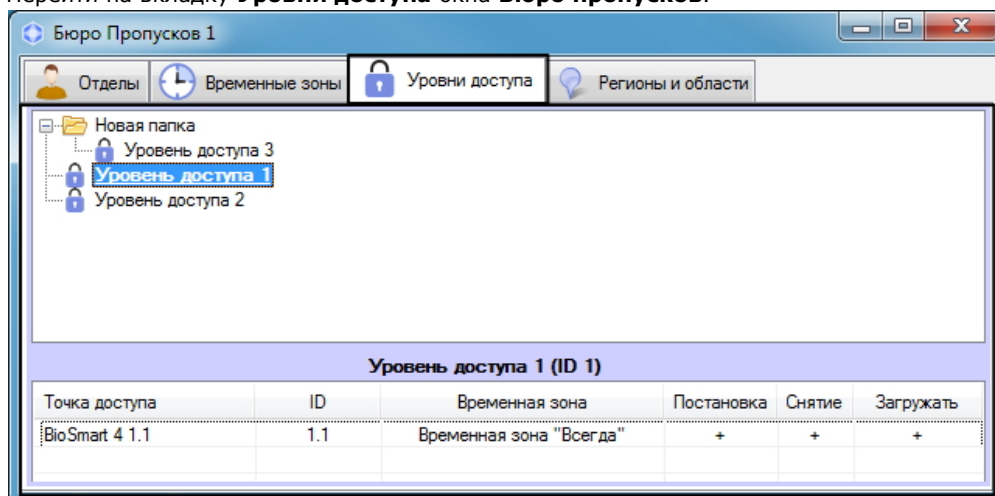 Перейти на вкладку Уровни доступа окна Бюро пропусков.
Бюро Пропусков 1
Отделы Временные зоны Уровни доступа Регионы и области
Новая папка
Уровень доступа 3
Уровень доступа 1
Уровень доступа 2
Уровень доступа 1 (ID 1)
Точка доступа ID Временная зона Постановка Снятие Загружать
BioSmart 4 1.1 1.1 Временная зона "Всегда" + + +